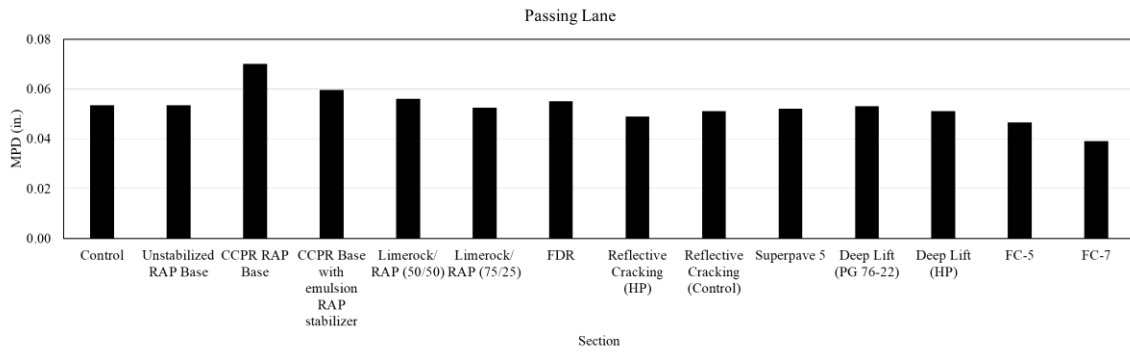 Passing Lane
MPD (in.)
0.08
0.06
0.04
0.02
0.00
Control
Unstabilized
RAP Base
CCPR RAP
Base
CCPR Base
with
emulsion
RAP
stabilizer
Limerock/
RAP (50/50)
Limerock/
RAP (75/25)
FDR
Reflective
Cracking
(HP)
Reflective
Cracking
(Control)
Superpave 5
Deep Lift
(PG 76-22)
Deep Lift
(HP)
FC-5
FC-7
Section